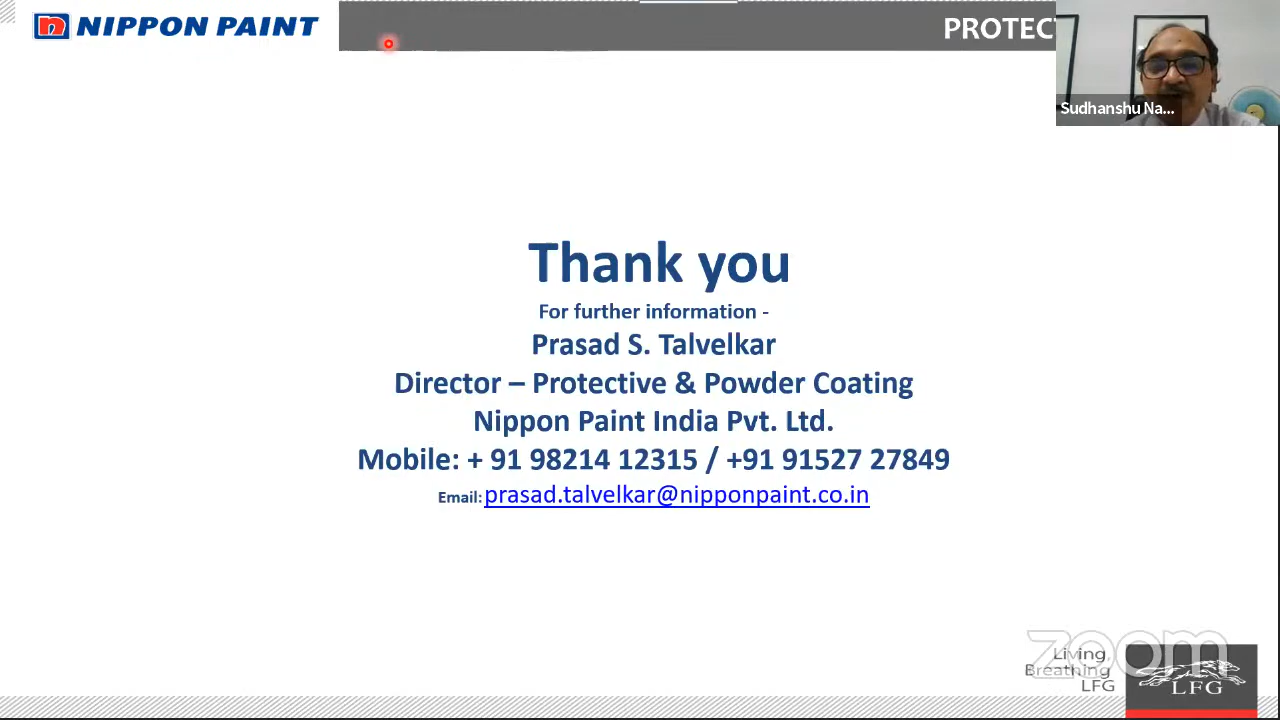 NIPPON PAINT
PROTECT
Sudhanshu Na...
Thank you
For further information -
Prasad S. Talvelkar
Director – Protective & Powder Coating
Nippon Paint India Pvt. Ltd.
Mobile: + 91 98214 12315 / +91 91527 27849
Email: prasad.talvelkar@nipponpaint.co.in
zoom
Living,
Breathing
LFG
LFG